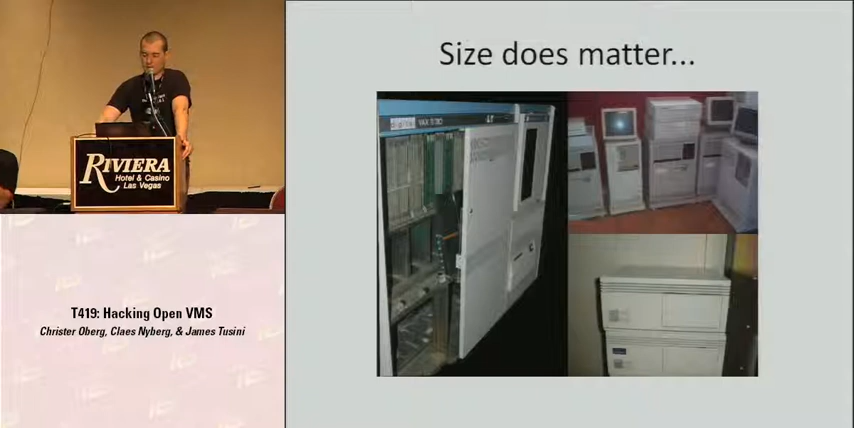 Size does matter...
digital VAX
RIVIERA
Hotel & Casino
Las Vegas
T419: Hacking Open VMS
Christer Oberg, Claes Nyberg, & James Tusini